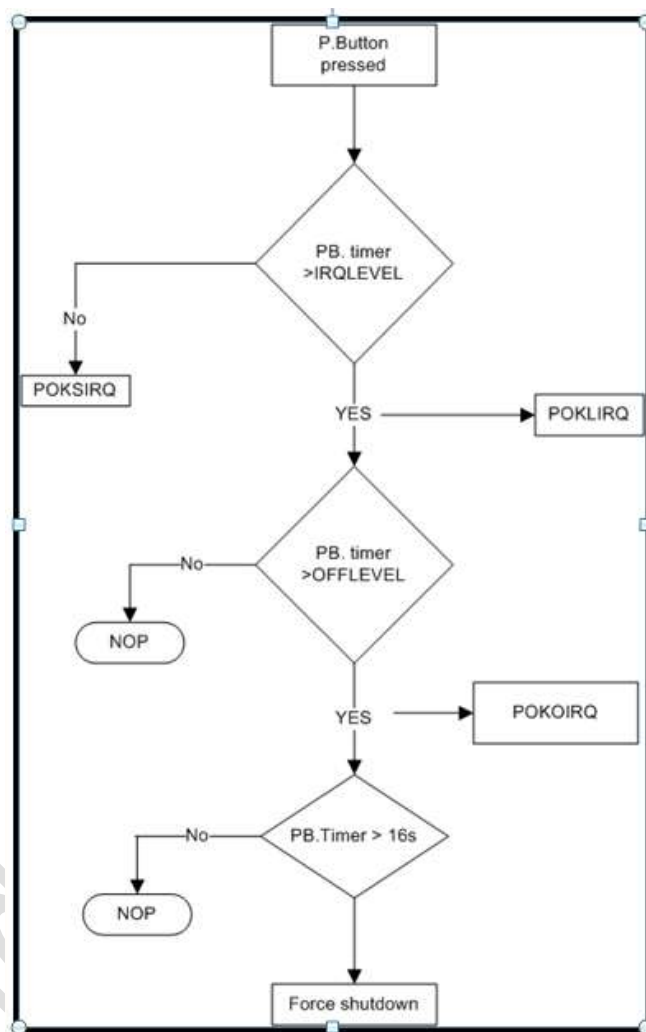 P.Button
pressed
PB. timer
>IRQLEVEL
No
POKSIRQ
YES
POKLIRQ
PB. timer
>OFFLEVEL
No
NOP
YES
POKOIRQ
PB.Timer > 16s
No
NOP
Force shutdown